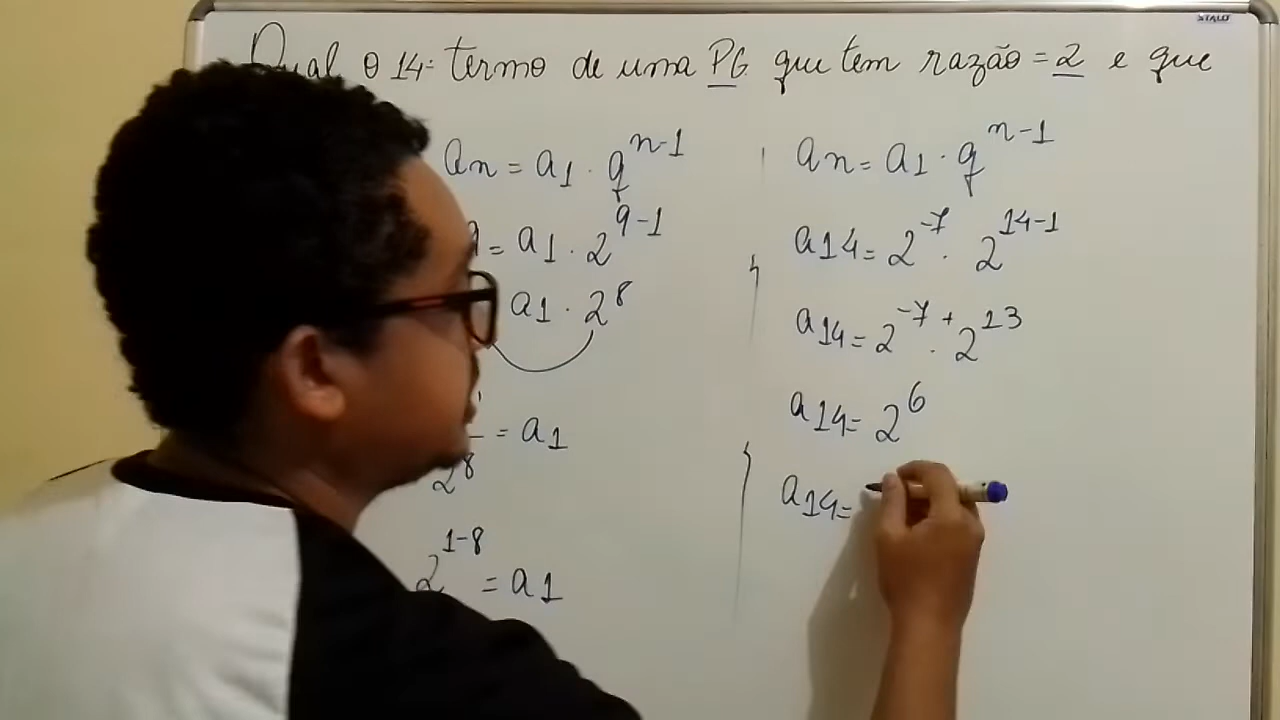 Qual o 14º termo de uma PG que tem razão = 2 e que
an = a1 . q^n-1
= a1 . 2^9-1
a1 . 2^8
= a1
2^8
2^1-8 = a1
an = a1 . q^n-1
a14 = 2^-7 . 2^14-1
a14 = 2^-7 + . 2^13
a14 = 2^6
a14 =
STALO